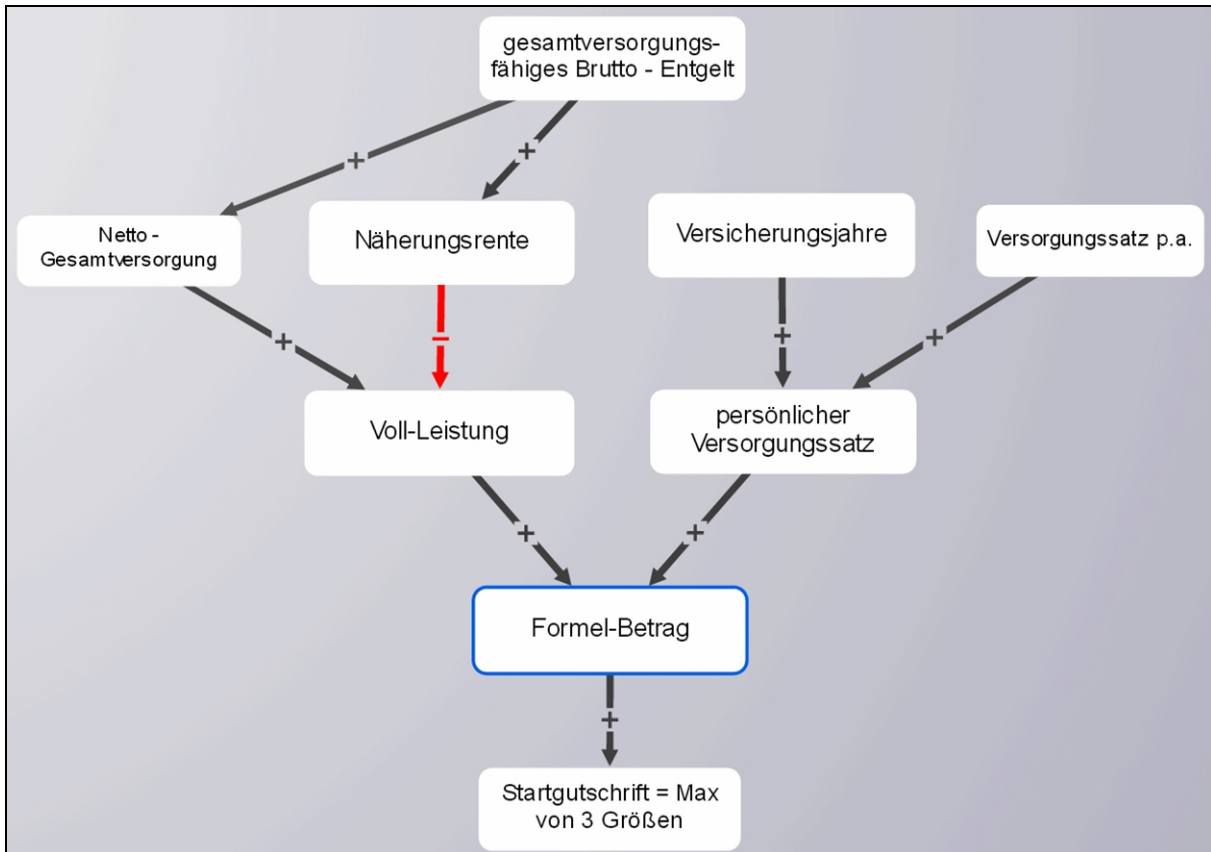 gesamtversorgungs-
fähiges Brutto - Entgelt
+
+
Netto -
Gesamtversorgung
Näherungsrente
Versicherungsjahre
Versorgungssatz p.a.
+
–
+
+
Voll-Leistung
persönlicher
Versorgungssatz
+
+
Formel-Betrag
+
Startgutschrift = Max
von 3 Größen